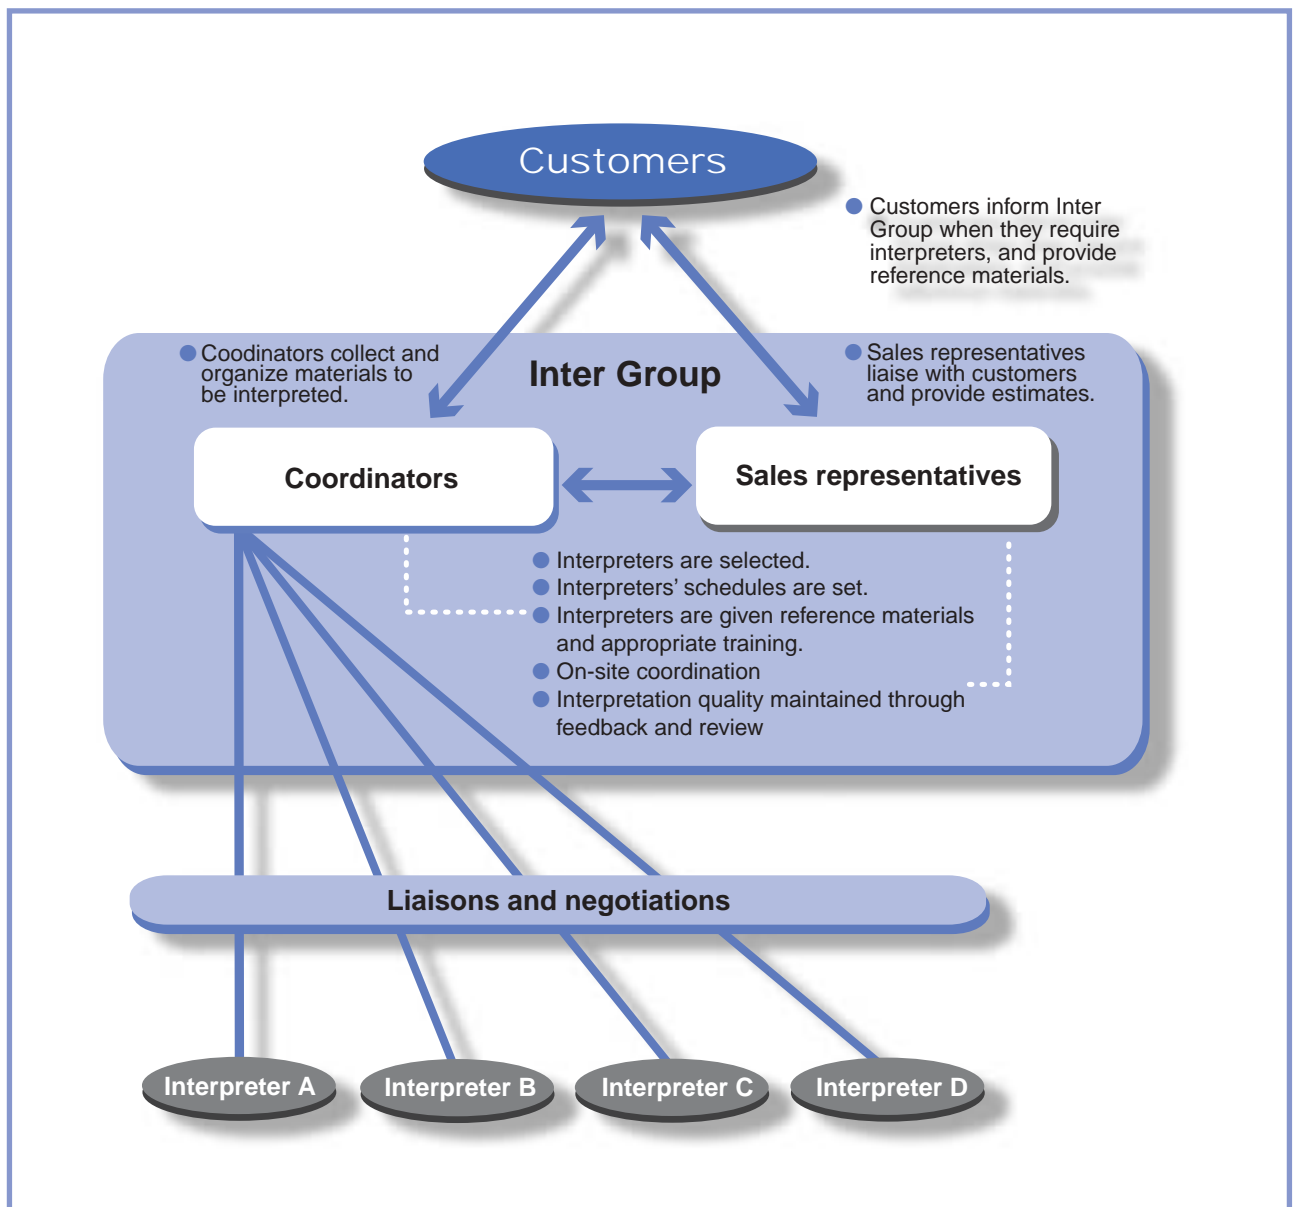 Customers
● Customers inform Inter
Group when they require
interpreters, and provide
reference materials.
● Coodinators collect and
organize materials to
be interpreted.
Inter Group
● Sales representatives
liaise with customers
and provide estimates.
Coordinators
Sales representatives
● Interpreters are selected.
● Interpreters’ schedules are set.
● Interpreters are given reference materials
and appropriate training.
● On-site coordination
● Interpretation quality maintained through
feedback and review
Liaisons and negotiations
Interpreter A
Interpreter B
Interpreter C
Interpreter D